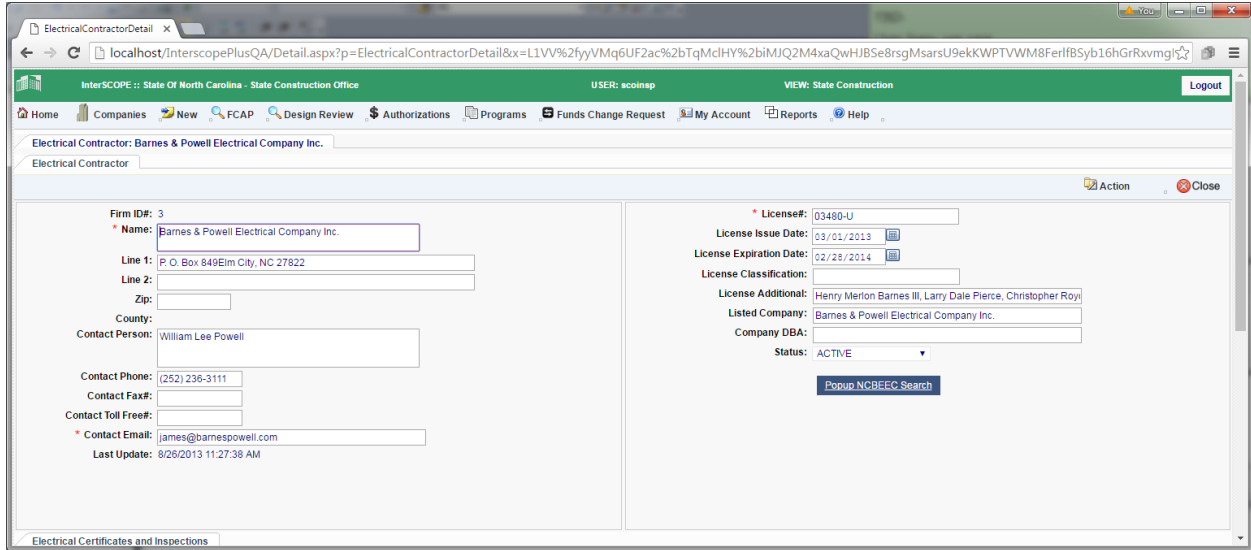 You
ElectricalContractorDetail
localhost/InterscopePlusQA/Detail.aspx?p=ElectricalContractorDetail&x=L1VV%2fyyVMq6UF2ac%2bTqMclHY%2biMJQ2M4xaQwHJBSe8rsgMsarsU9ekKWPTVWM8FerlfBSyb16hGrRxvmgl
InterSCOPE :: State Of North Carolina - State Construction Office USER: scoinsp VIEW: State Construction Logout
Home Companies New FCAP Design Review Authorizations Programs Funds Change Request My Account Reports Help
Electrical Contractor: Barnes & Powell Electrical Company Inc.
Electrical Contractor
Action Close
Firm ID#: 3
* Name: Barnes & Powell Electrical Company Inc.
Line 1: P. O. Box 849Elm City, NC 27822
Line 2:
Zip:
County:
Contact Person: William Lee Powell
Contact Phone: (252) 236-3111
Contact Fax#:
Contact Toll Free#:
* Contact Email: james@barnespowell.com
Last Update: 8/26/2013 11:27:38 AM
* License#: 03480-U
License Issue Date: 03/01/2013
License Expiration Date: 02/28/2014
License Classification:
License Additional: Henry Merlon Barnes III, Larry Dale Pierce, Christopher Roy
Listed Company: Barnes & Powell Electrical Company Inc.
Company DBA:
Status: ACTIVE
Popup NCBEEC Search
Electrical Certificates and Inspections